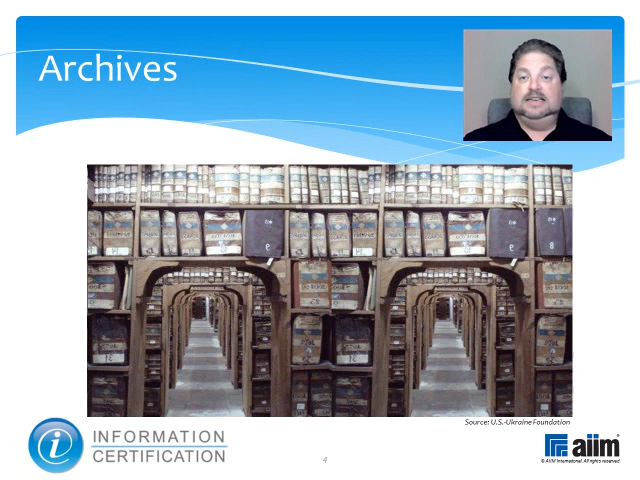 Archives
Source: U.S.-Ukraine Foundation
INFORMATION
CERTIFICATION
4
aiim
© AIIM International. All rights reserved